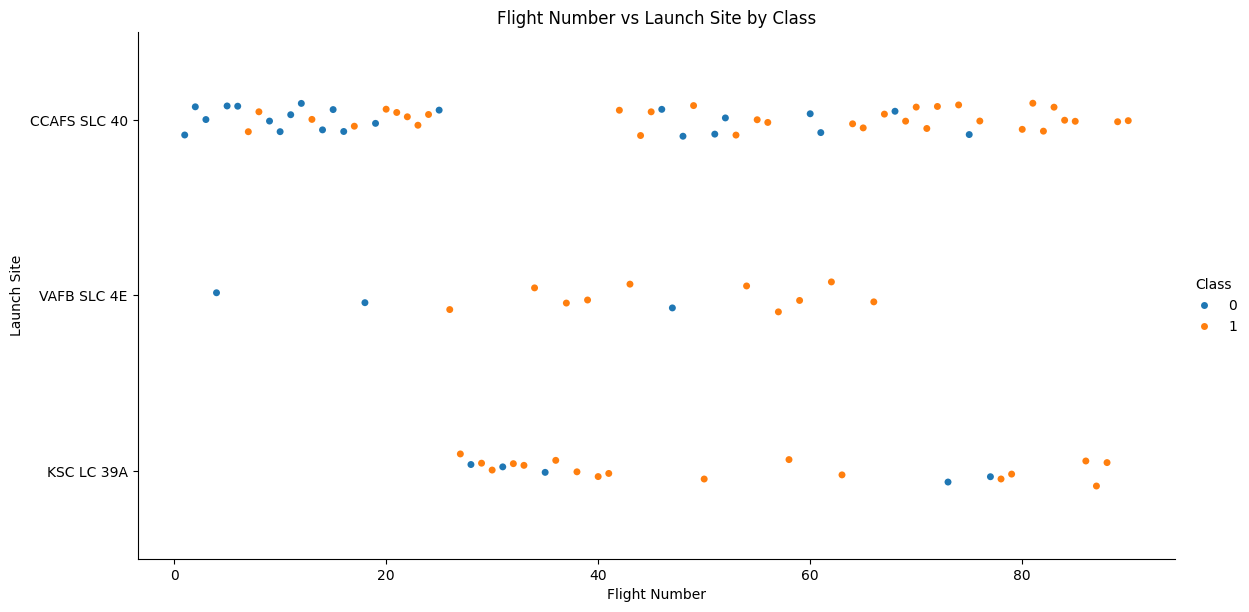 Flight Number vs Launch Site by Class
CCAFS SLC 40
VAFB SLC 4E
KSC LC 39A
Launch Site
0
20
40
60
80
Flight Number
Class
0
1